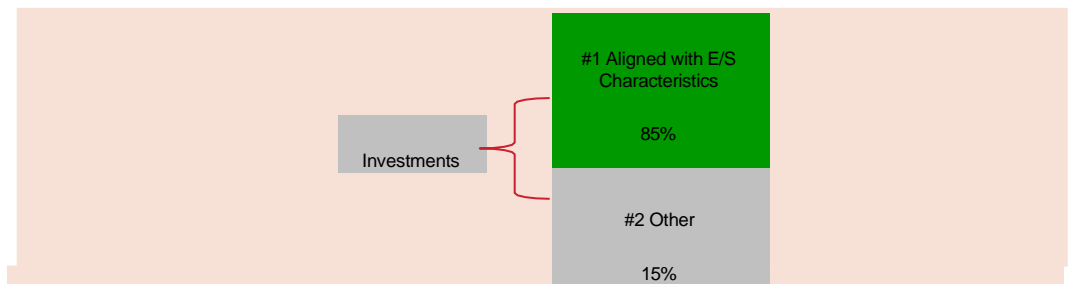 Investments
#1 Aligned with E/S
Characteristics
85%
#2 Other
15%